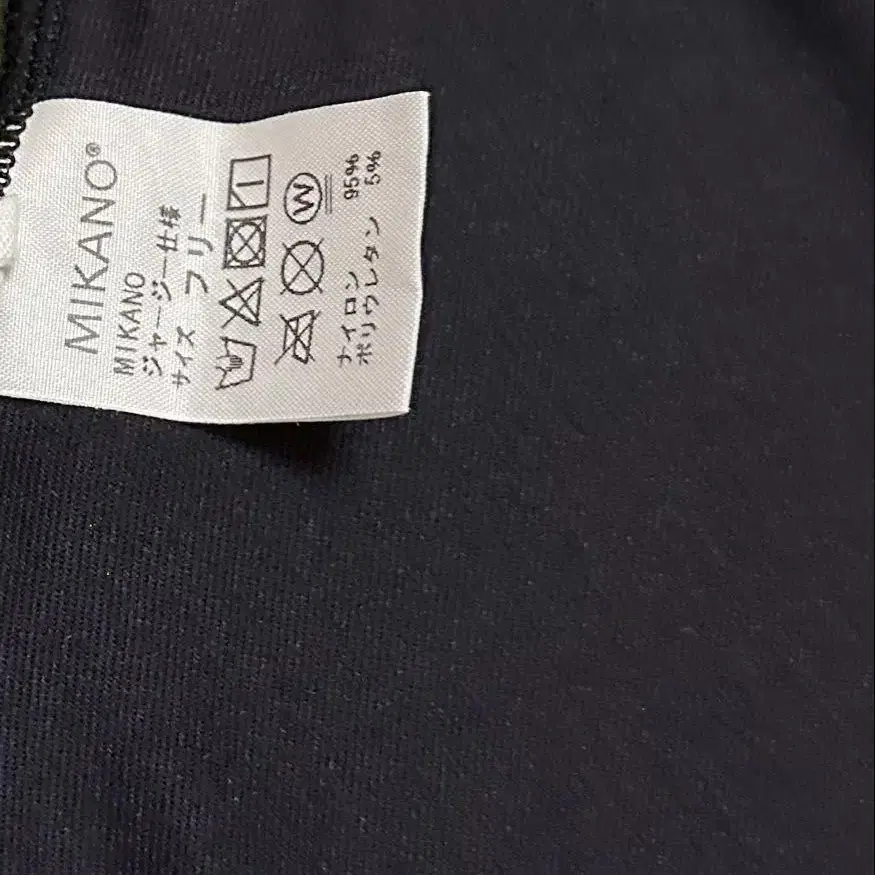 MIKANO®
MIKANO
ジャージー仕様
サイズ フリー
W
ナイロン 95%
ポリウレタン 5%